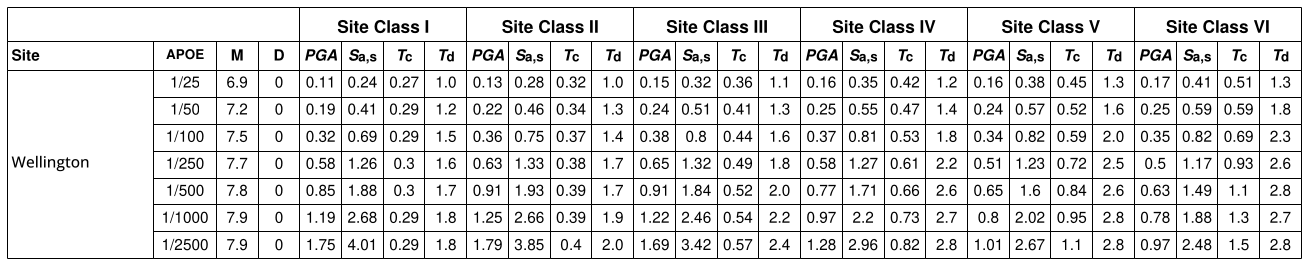 Site Class I Site Class II Site Class III Site Class IV Site Class V Site Class VI
Site APOE M D PGA Sa,s Tc Td PGA Sa,s Tc Td PGA Sa,s Tc Td PGA Sa,s Tc Td PGA Sa,s Tc Td PGA Sa,s Tc Td
1/25 6.9 0 0.11 0.24 0.27 1.0 0.13 0.28 0.32 1.0 0.15 0.32 0.36 1.1 0.16 0.35 0.42 1.2 0.16 0.38 0.45 1.3 0.17 0.41 0.51 1.3
1/50 7.2 0 0.19 0.41 0.29 1.2 0.22 0.46 0.34 1.3 0.24 0.51 0.41 1.3 0.25 0.55 0.47 1.4 0.24 0.57 0.52 1.6 0.25 0.59 0.59 1.8
1/100 7.5 0 0.32 0.69 0.29 1.5 0.36 0.75 0.37 1.4 0.38 0.8 0.44 1.6 0.37 0.81 0.53 1.8 0.34 0.82 0.59 2.0 0.35 0.82 0.69 2.3
Wellington 1/250 7.7 0 0.58 1.26 0.3 1.6 0.63 1.33 0.38 1.7 0.65 1.32 0.49 1.8 0.58 1.27 0.61 2.2 0.51 1.23 0.72 2.5 0.5 1.17 0.93 2.6
1/500 7.8 0 0.85 1.88 0.3 1.7 0.91 1.93 0.39 1.7 0.91 1.84 0.52 2.0 0.77 1.71 0.66 2.6 0.65 1.6 0.84 2.6 0.63 1.49 1.1 2.8
1/1000 7.9 0 1.19 2.68 0.29 1.8 1.25 2.66 0.39 1.9 1.22 2.46 0.54 2.2 0.97 2.2 0.73 2.7 0.8 2.02 0.95 2.8 0.78 1.88 1.3 2.7
1/2500 7.9 0 1.75 4.01 0.29 1.8 1.79 3.85 0.4 2.0 1.69 3.42 0.57 2.4 1.28 2.96 0.82 2.8 1.01 2.67 1.1 2.8 0.97 2.48 1.5 2.8